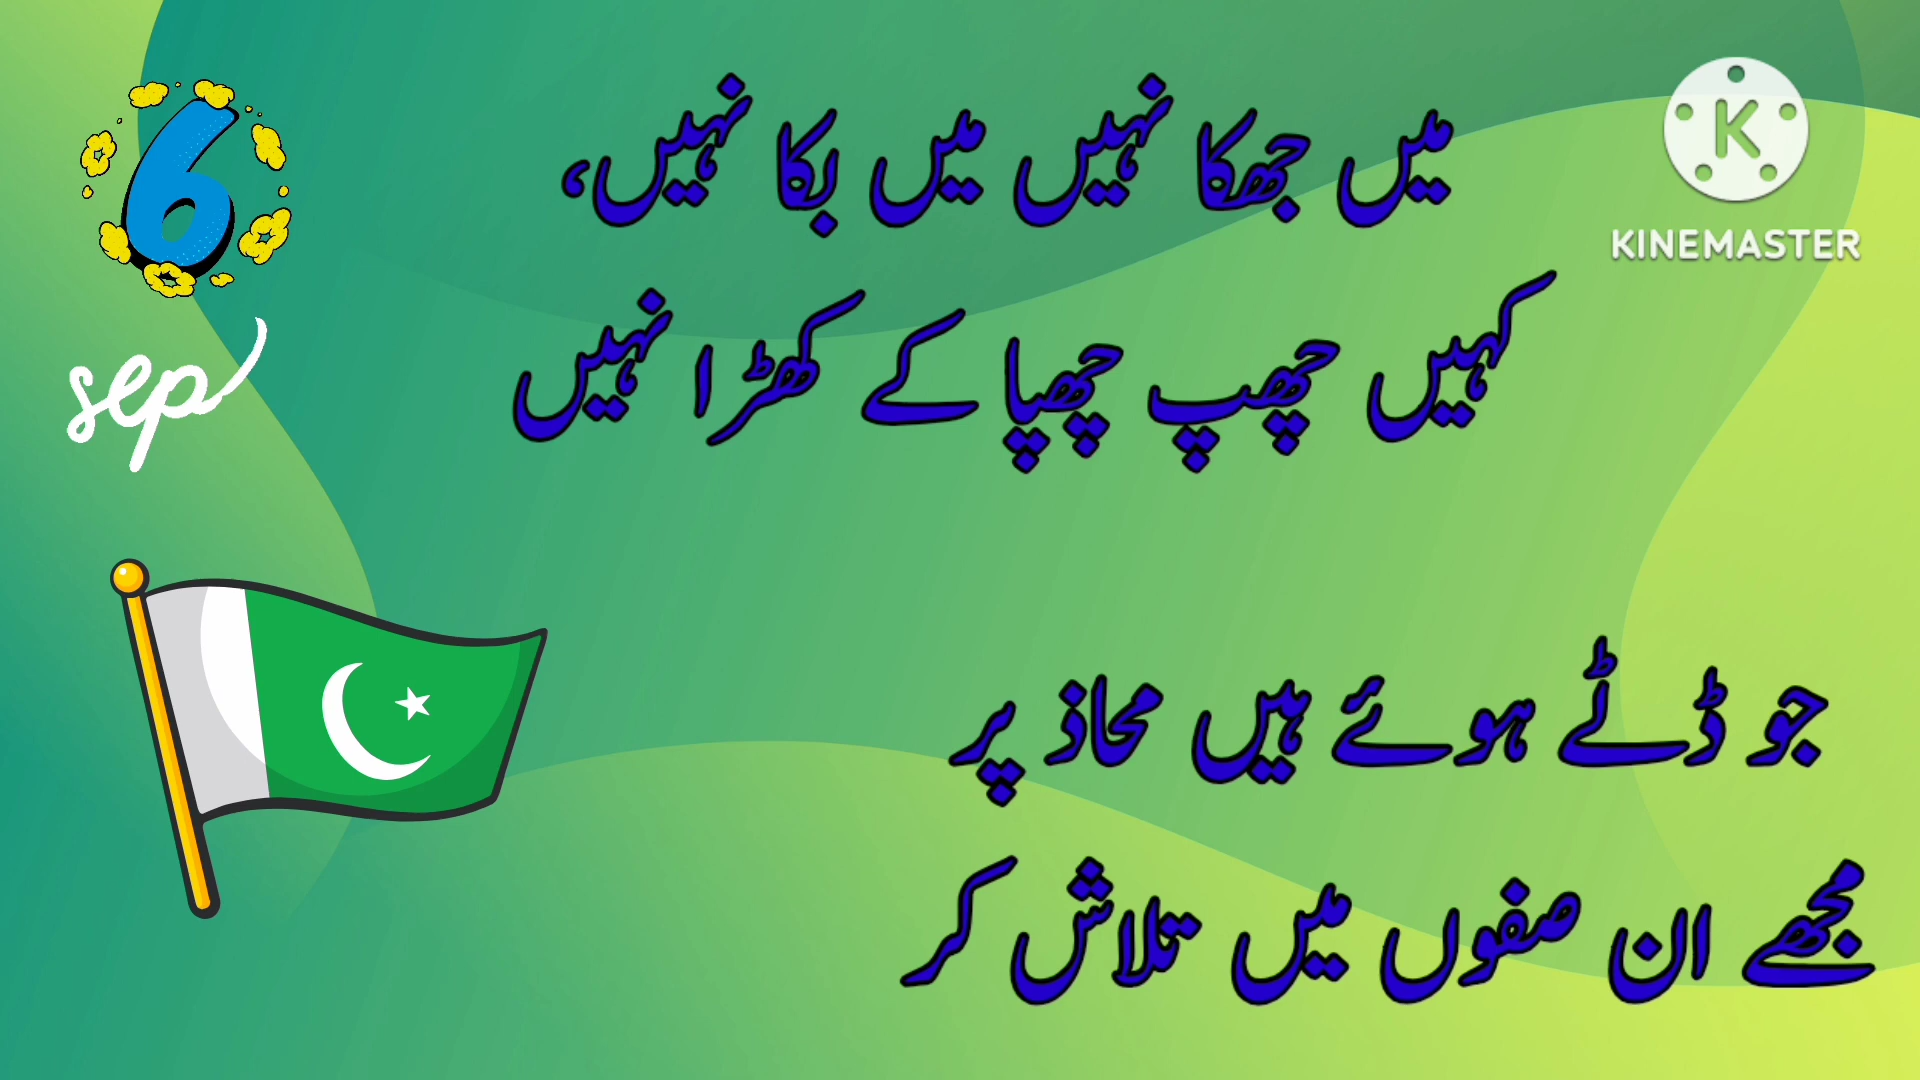 6
sep
KINEMASTER
میں جھکا نہیں میں بکا نہیں،
کہیں چھپ چھپا کے کھڑا نہیں
جو ڈٹے ہوئے ہیں محاذ پر
مجھے ان صفوں میں تلاش کر